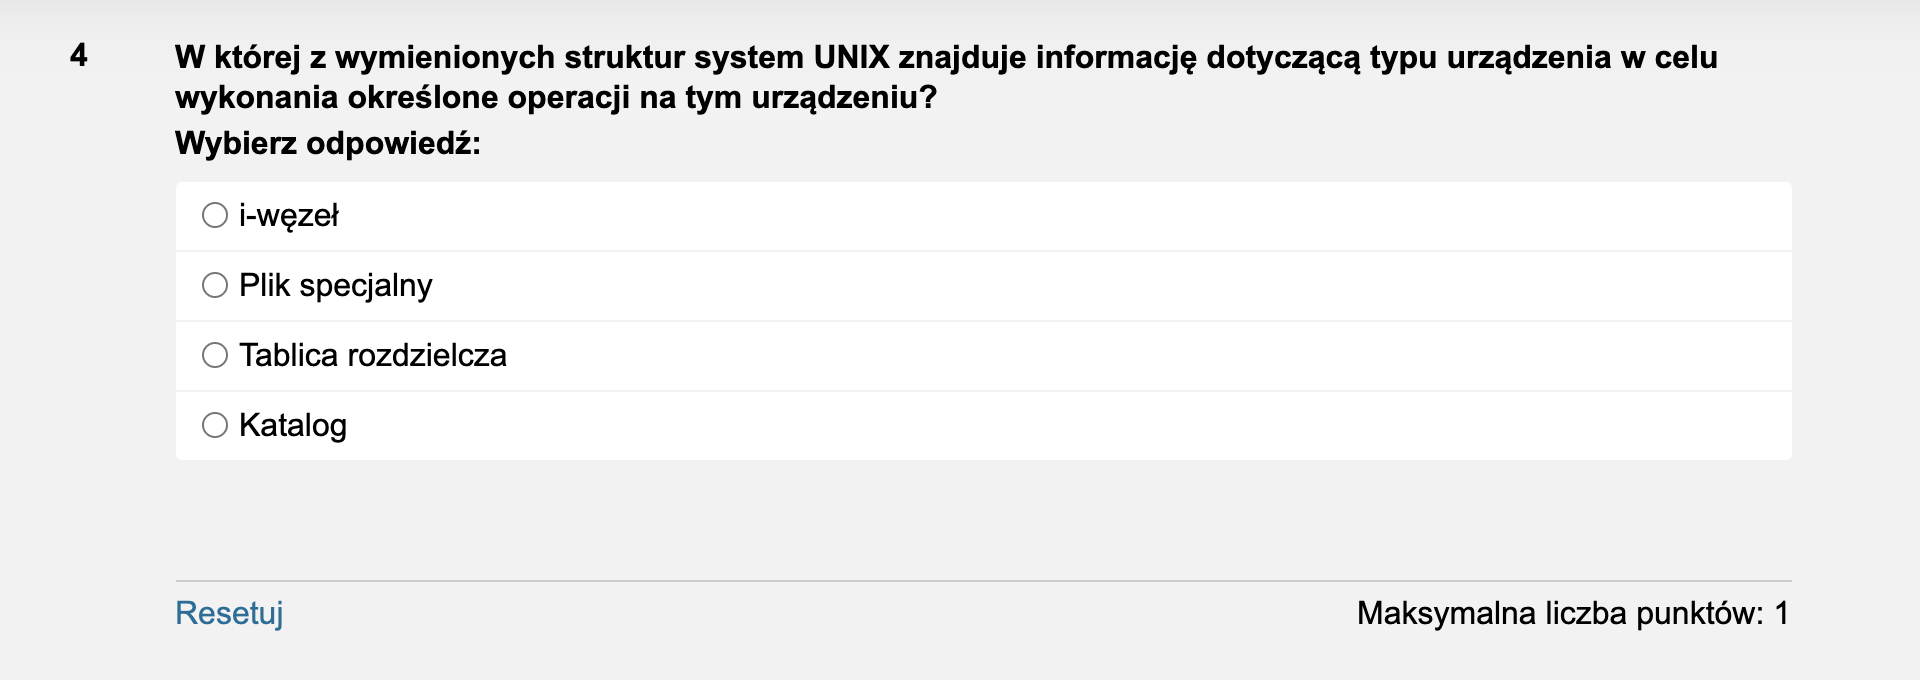 4
W której z wymienionych struktur system UNIX znajduje informację dotyczącą typu urządzenia w celu
wykonania określone operacji na tym urządzeniu?
Wybierz odpowiedź:
i-węzeł
Plik specjalny
Tablica rozdzielcza
Katalog
Resetuj
Maksymalna liczba punktów: 1